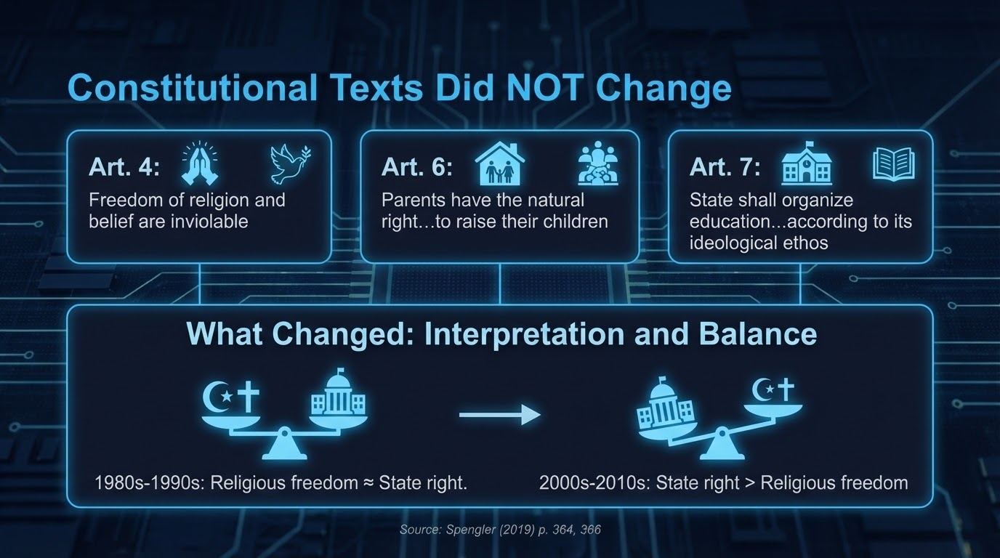 Constitutional Texts Did NOT Change
Art. 4:
Freedom of religion and
belief are inviolable
Art. 6:
Parents have the natural
right...to raise their children
Art. 7:
State shall organize
education...according to its
ideological ethos
What Changed: Interpretation and Balance
1980s-1990s: Religious freedom ≈ State right.
2000s-2010s: State right > Religious freedom
Source: Spengler (2019) p. 364, 366